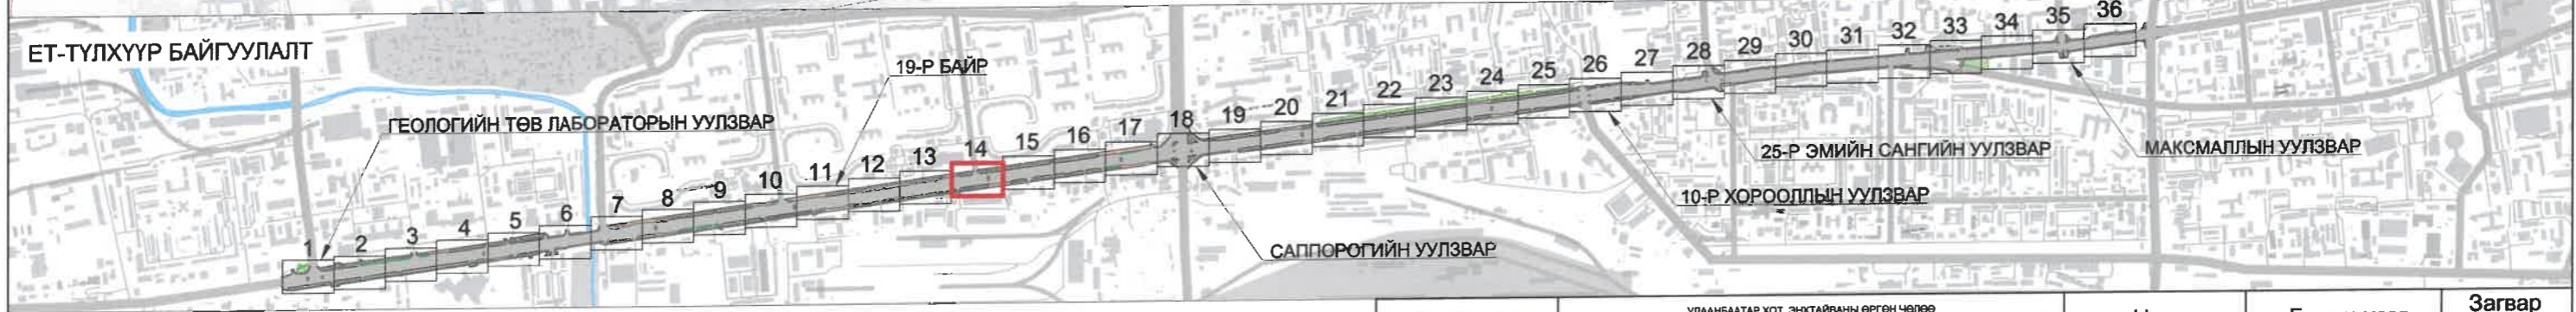 ЕТ-ТҮЛХҮҮР БАЙГУУЛАЛТ
19-Р БАЙР
ГЕОЛОГИЙН ТӨВ ЛАБОРАТОРЫН УУЛЗВАР
1 2 3 4 5 6 7 8 9 10 11 12 13 14 15 16 17 18 19 20 21 22 23 24 25 26 27 28 29 30 31 32 33 34 35 36
25-Р ЭМИЙН САНГИЙН УУЛЗВАР
МАКСМАЛЛЫН УУЛЗВАР
10-Р ХОРООЛЛЫН УУЛЗВАР
САППОРОГИЙН УУЛЗВАР
УЛААНБААТАР ХОТ, ЭНХТАЙВАНЫ ӨРГӨН ЧӨЛӨӨ
Загвар